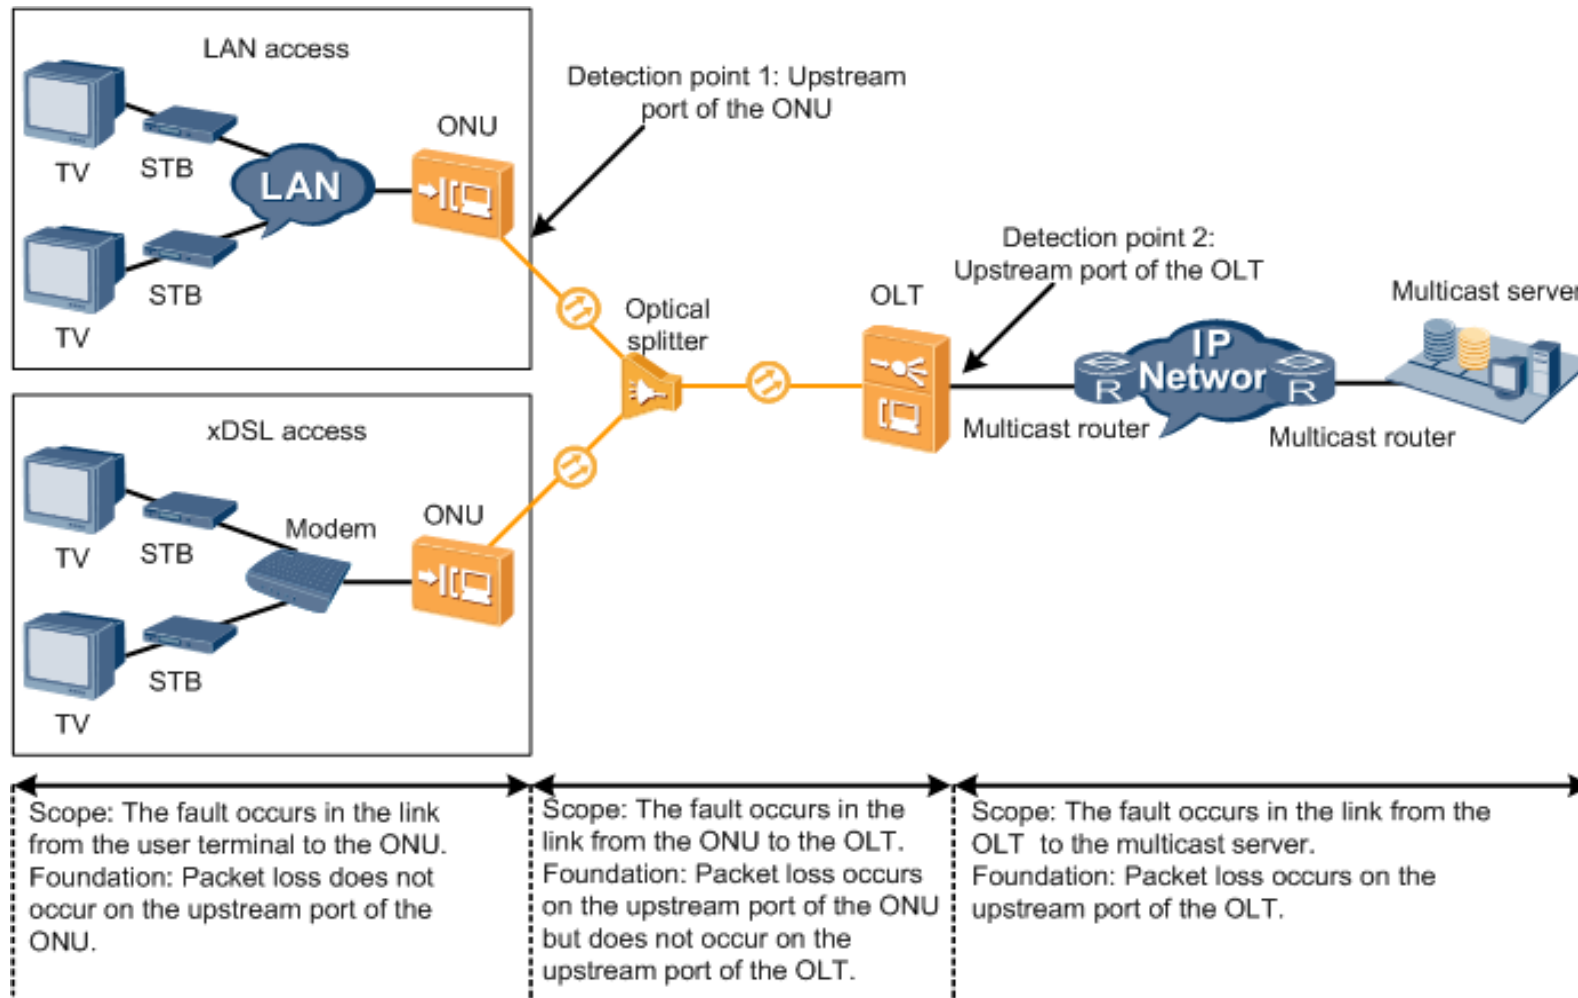 LAN access
TV
STB
TV
STB
LAN
ONU
Detection point 1: Upstream
port of the ONU
Optical
splitter
OLT
Detection point 2:
Upstream port of the OLT
IP
Networ
R
R
Multicast router
Multicast router
Multicast server
xDSL access
TV
STB
TV
STB
Modem
ONU
Scope: The fault occurs in the link
from the user terminal to the ONU.
Foundation: Packet loss does not
occur on the upstream port of the
ONU.
Scope: The fault occurs in the
link from the ONU to the OLT.
Foundation: Packet loss occurs
on the upstream port of the ONU
but does not occur on the
upstream port of the OLT.
Scope: The fault occurs in the link from the
OLT to the multicast server.
Foundation: Packet loss occurs on the
upstream port of the OLT.